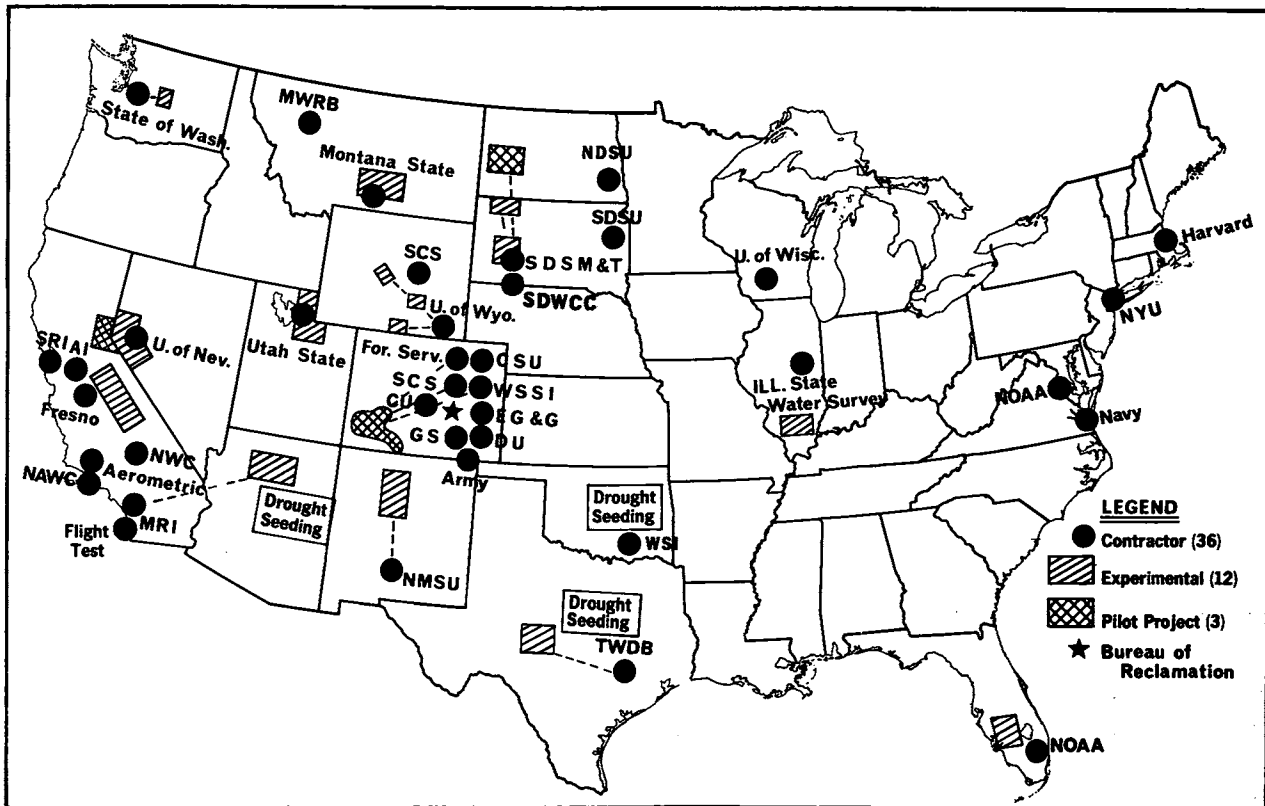 MWRB
State of Wash.
Montana State
NDSU
SDSU
SCS
SDSM&T
SDWCC
U. of Wyo.
U. of Wisc.
Harvard
NYU
U. of Nev.
Utah State
For. Serv.
CSU
SRI
AI
SCS
WSSI
CU
EG&G
GS
DU
Army
Fresno
ILL. State
Water Survey
NOAA
Navy
NWC
NAWC
Aerometric
MRI
Flight
Test
Drought
Seeding
Drought
Seeding
WSI
NMSU
Drought
Seeding
TWDB
NOAA
LEGEND
Contractor (36)
Experimental (12)
Pilot Project (3)
Bureau of
Reclamation